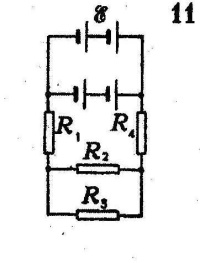 ℰ 11
R₁ R₄
R₂
R₃